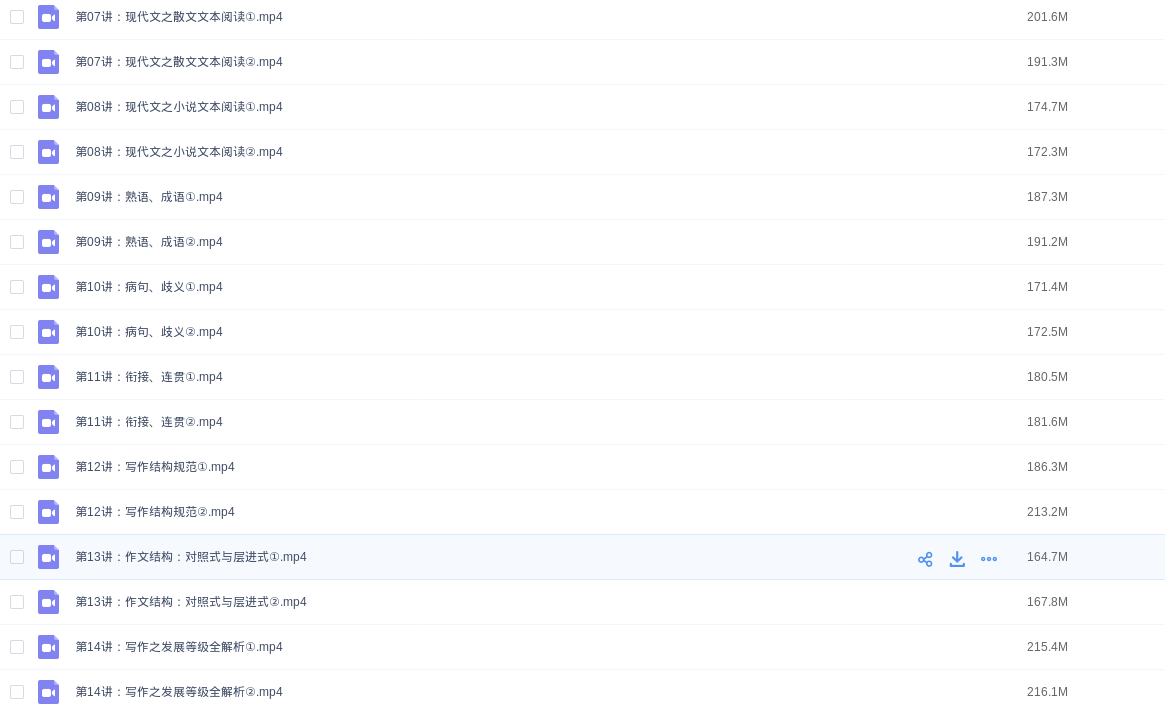 第07讲：现代文之散文文本阅读①.mp4 201.6M
第07讲：现代文之散文文本阅读②.mp4 191.3M
第08讲：现代文之小说文本阅读①.mp4 174.7M
第08讲：现代文之小说文本阅读②.mp4 172.3M
第09讲：熟语、成语①.mp4 187.3M
第09讲：熟语、成语②.mp4 191.2M
第10讲：病句、歧义①.mp4 171.4M
第10讲：病句、歧义②.mp4 172.5M
第11讲：衔接、连贯①.mp4 180.5M
第11讲：衔接、连贯②.mp4 181.6M
第12讲：写作结构规范①.mp4 186.3M
第12讲：写作结构规范②.mp4 213.2M
第13讲：作文结构：对照式与层进式①.mp4 164.7M
第13讲：作文结构：对照式与层进式②.mp4 167.8M
第14讲：写作之发展等级全解析①.mp4 215.4M
第14讲：写作之发展等级全解析②.mp4 216.1M